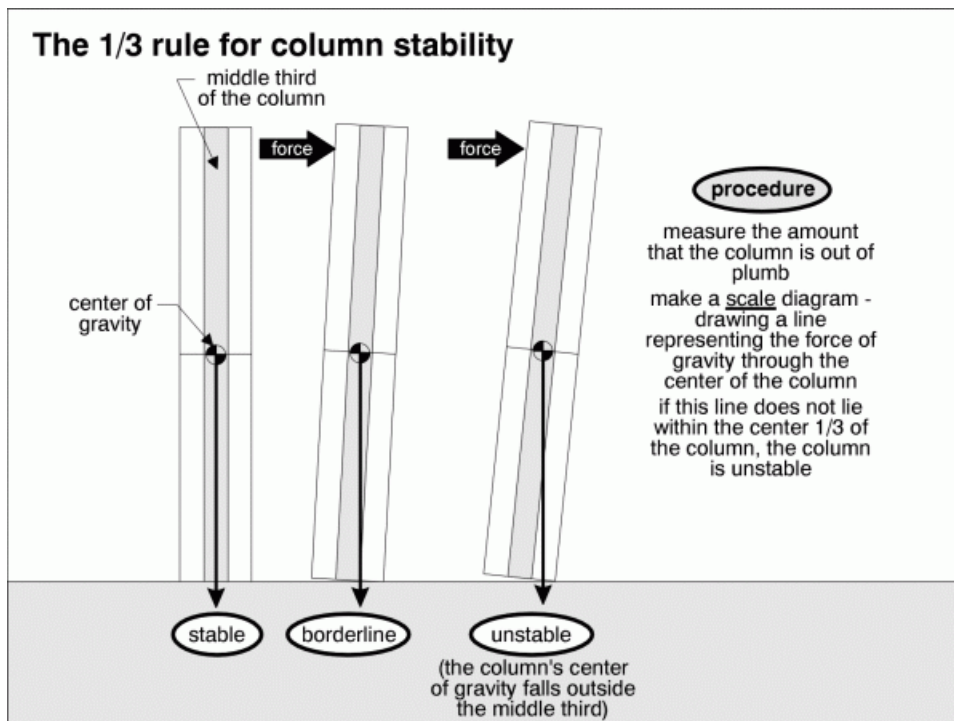 The 1/3 rule for column stability
middle third
of the column
force
force
center of
gravity
procedure
measure the amount
that the column is out of
plumb
make a scale diagram -
drawing a line
representing the force of
gravity through the
center of the column
if this line does not lie
within the center 1/3 of
the column, the column
is unstable
stable
borderline
unstable
(the column's center
of gravity falls outside
the middle third)